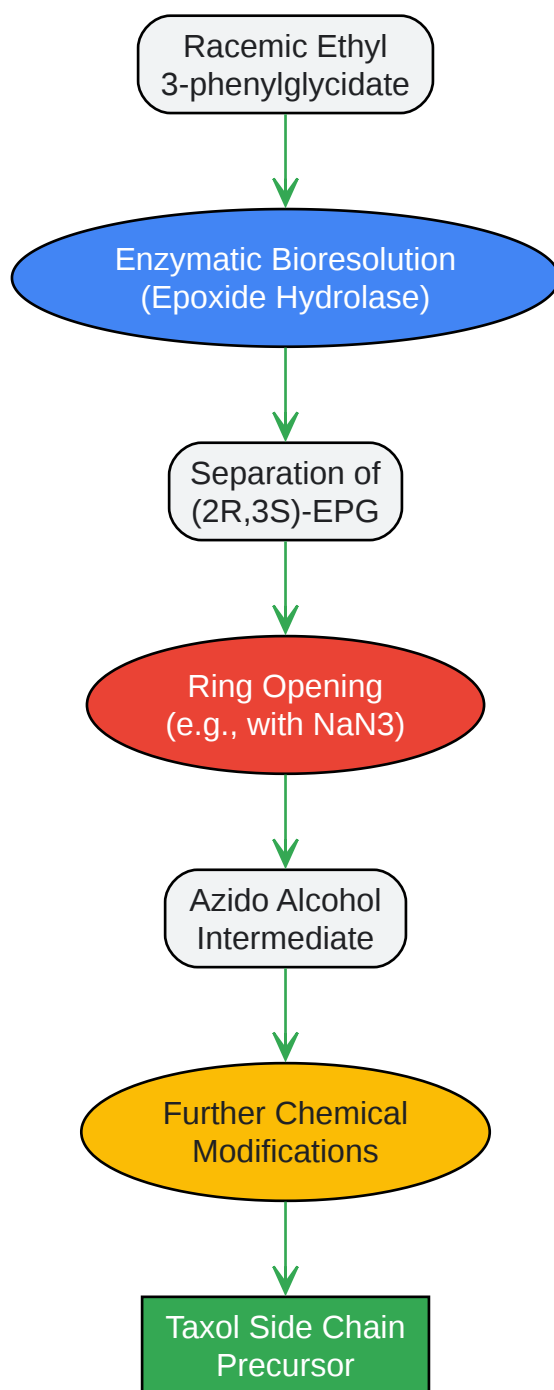 Racemic Ethyl
3-phenylglycidate
Enzymatic Bioresolution
(Epoxide Hydrolase)
Separation of
(2R,3S)-EPG
Ring Opening
(e.g., with NaN3)
Azido Alcohol
Intermediate
Further Chemical
Modifications
Taxol Side Chain
Precursor